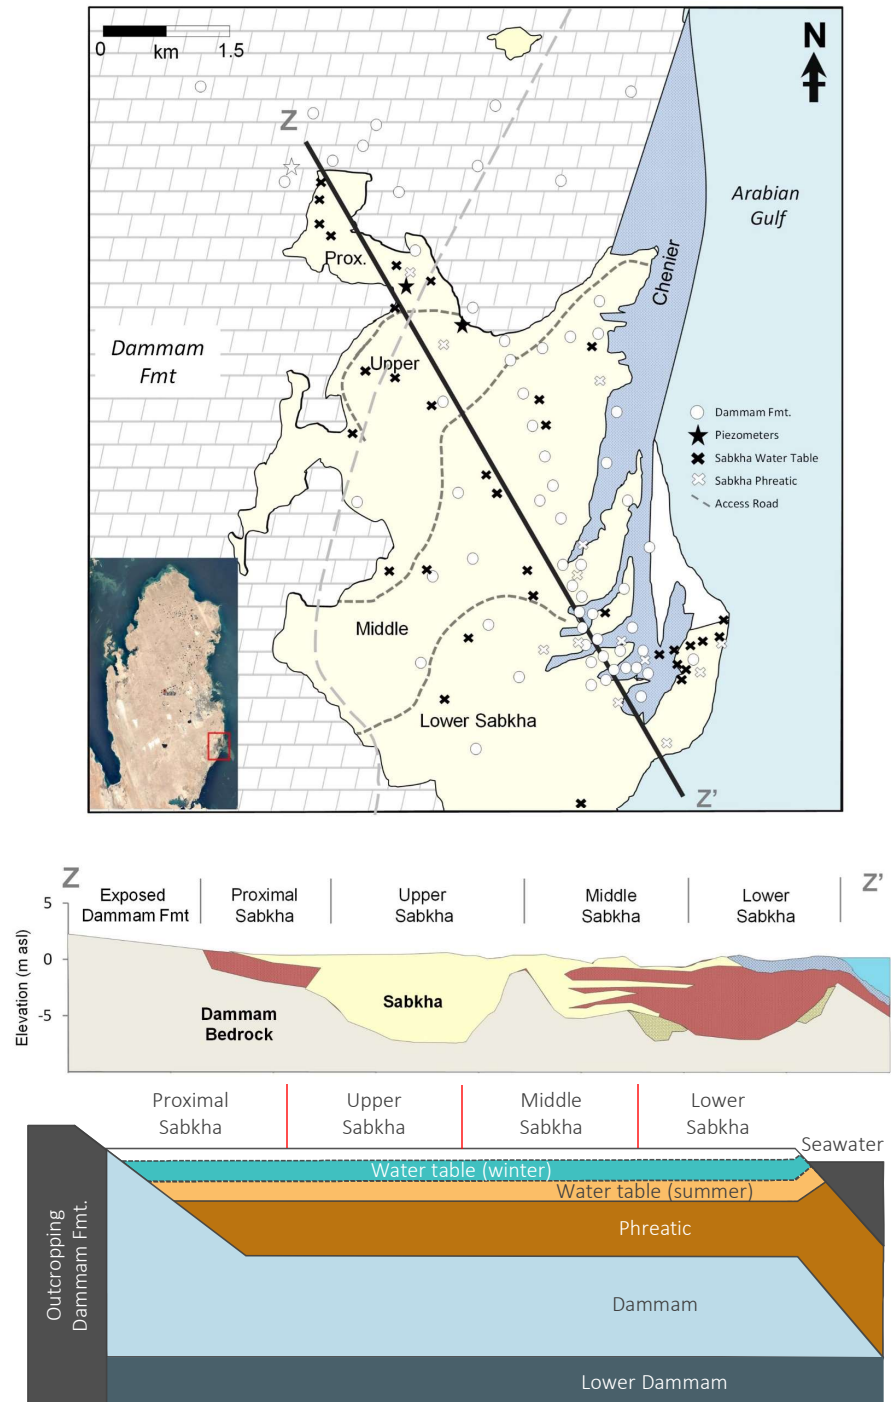 0
km
1.5
N
Z
Arabian
Gulf
Prox.
Chenier
Dammam
Fmt
Upper
Dammam Fmt.
Piezometers
Sabkha Water Table
Sabkha Phreatic
Access Road
Middle
Lower Sabkha
Z'
Z
Z'
Exposed
Dammam Fmt
Proximal
Sabkha
Upper
Sabkha
Middle
Sabkha
Lower
Sabkha
5
0
-5
Elevation (m asl)
Sabkha
Dammam
Bedrock
Proximal
Sabkha
Upper
Sabkha
Middle
Sabkha
Lower
Sabkha
Seawater
Water table (winter)
Water table (summer)
Phreatic
Outcropping
Dammam Fmt.
Dammam
Lower Dammam